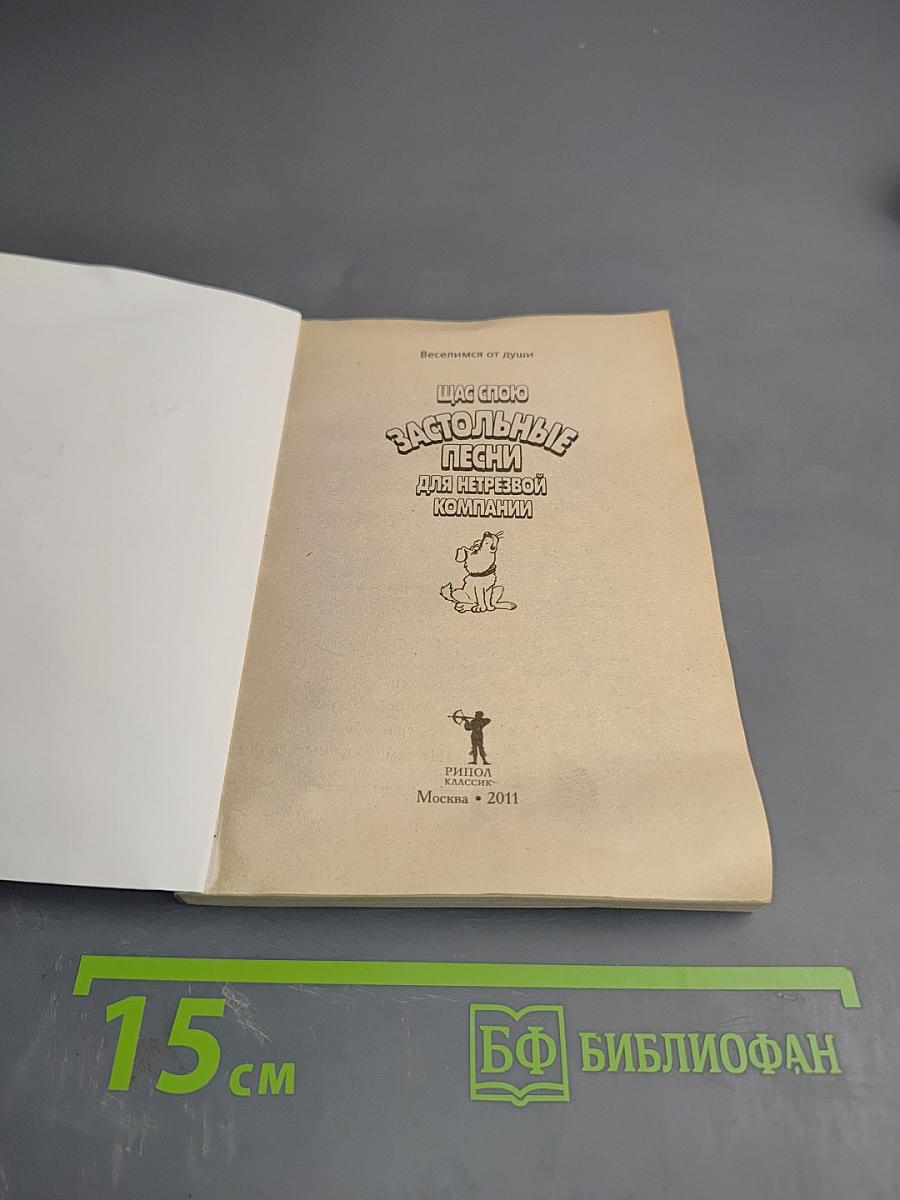 Веселимся от души
ЩАС СПОЮ
ЗАСТОЛЬНЫЕ
ПЕСНИ
ДЛЯ НЕТРЕЗВОЙ
КОМПАНИИ
РИПОЛ
КЛАССИК
Москва • 2011
15 см
БФ БИБЛИОФАН